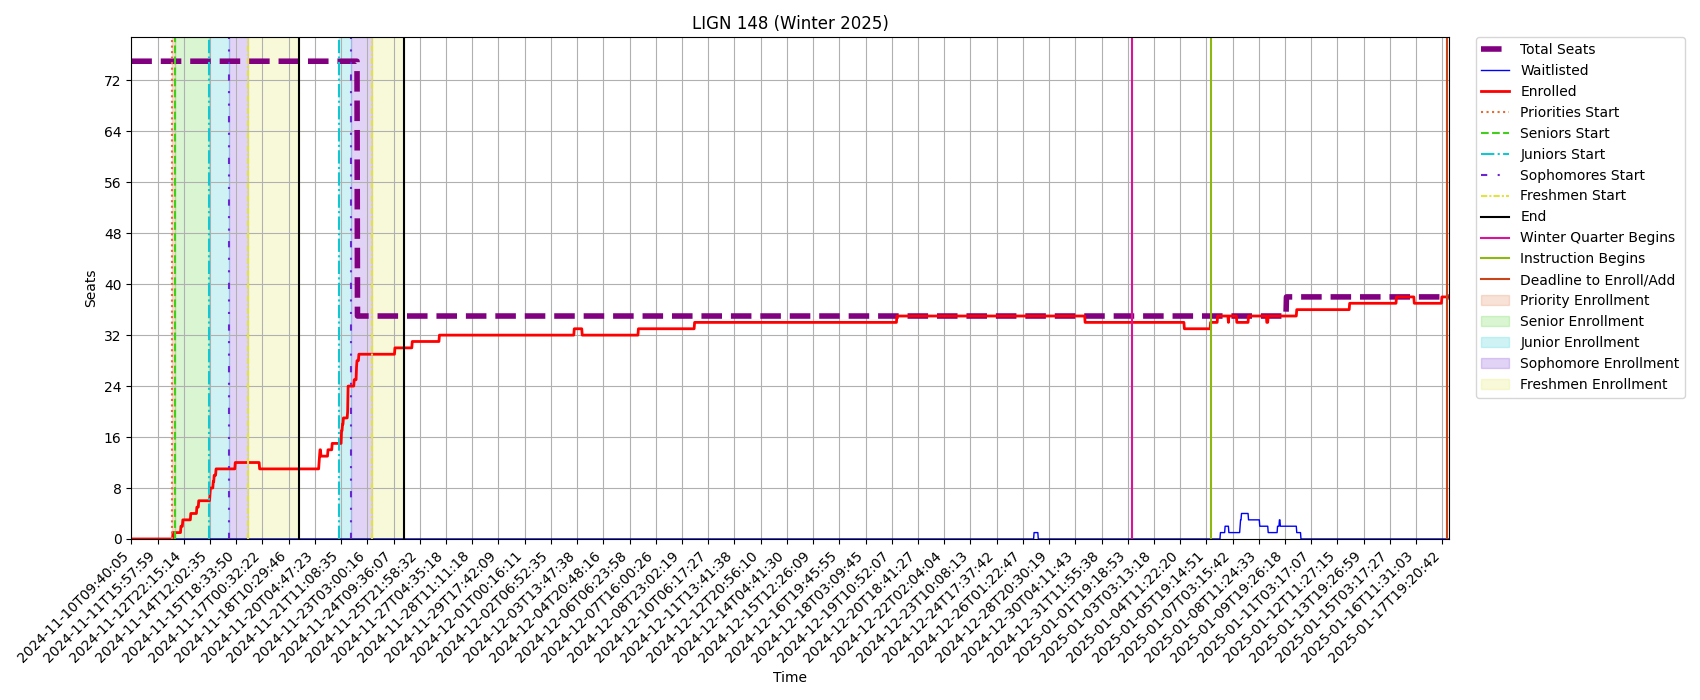 LIGN 148 (Winter 2025)
Seats
72
64
56
48
40
32
24
16
8
0
2024-11-10T09:40:05
2024-11-11T15:57:59
2024-11-12T22:15:14
2024-11-14T12:02:35
2024-11-15T18:33:50
2024-11-17T00:32:22
2024-11-18T10:29:46
2024-11-20T04:47:23
2024-11-21T11:08:35
2024-11-23T03:00:16
2024-11-24T09:36:07
2024-11-25T21:58:32
2024-11-27T04:35:18
2024-11-28T11:11:18
2024-11-29T17:42:09
2024-12-01T00:16:11
2024-12-02T06:52:35
2024-12-03T13:47:38
2024-12-04T20:48:16
2024-12-06T06:23:58
2024-12-07T16:00:26
2024-12-08T23:02:19
2024-12-10T06:17:27
2024-12-11T13:41:38
2024-12-12T20:56:10
2024-12-14T04:41:30
2024-12-15T12:26:09
2024-12-16T19:45:55
2024-12-18T03:09:45
2024-12-19T10:52:07
2024-12-20T18:41:27
2024-12-22T02:04:04
2024-12-23T10:08:13
2024-12-24T17:37:42
2024-12-26T01:22:47
2024-12-28T20:30:19
2024-12-30T04:11:43
2024-12-31T11:55:38
2025-01-01T19:18:53
2025-01-03T03:13:18
2025-01-04T11:22:20
2025-01-05T19:14:51
2025-01-07T03:15:42
2025-01-08T11:24:33
2025-01-09T19:26:18
2025-01-11T03:17:07
2025-01-12T11:27:15
2025-01-13T19:26:59
2025-01-15T03:17:27
2025-01-16T11:31:03
2025-01-17T19:20:42
Time
Total Seats
Waitlisted
Enrolled
Priorities Start
Seniors Start
Juniors Start
Sophomores Start
Freshmen Start
End
Winter Quarter Begins
Instruction Begins
Deadline to Enroll/Add
Priority Enrollment
Senior Enrollment
Junior Enrollment
Sophomore Enrollment
Freshmen Enrollment